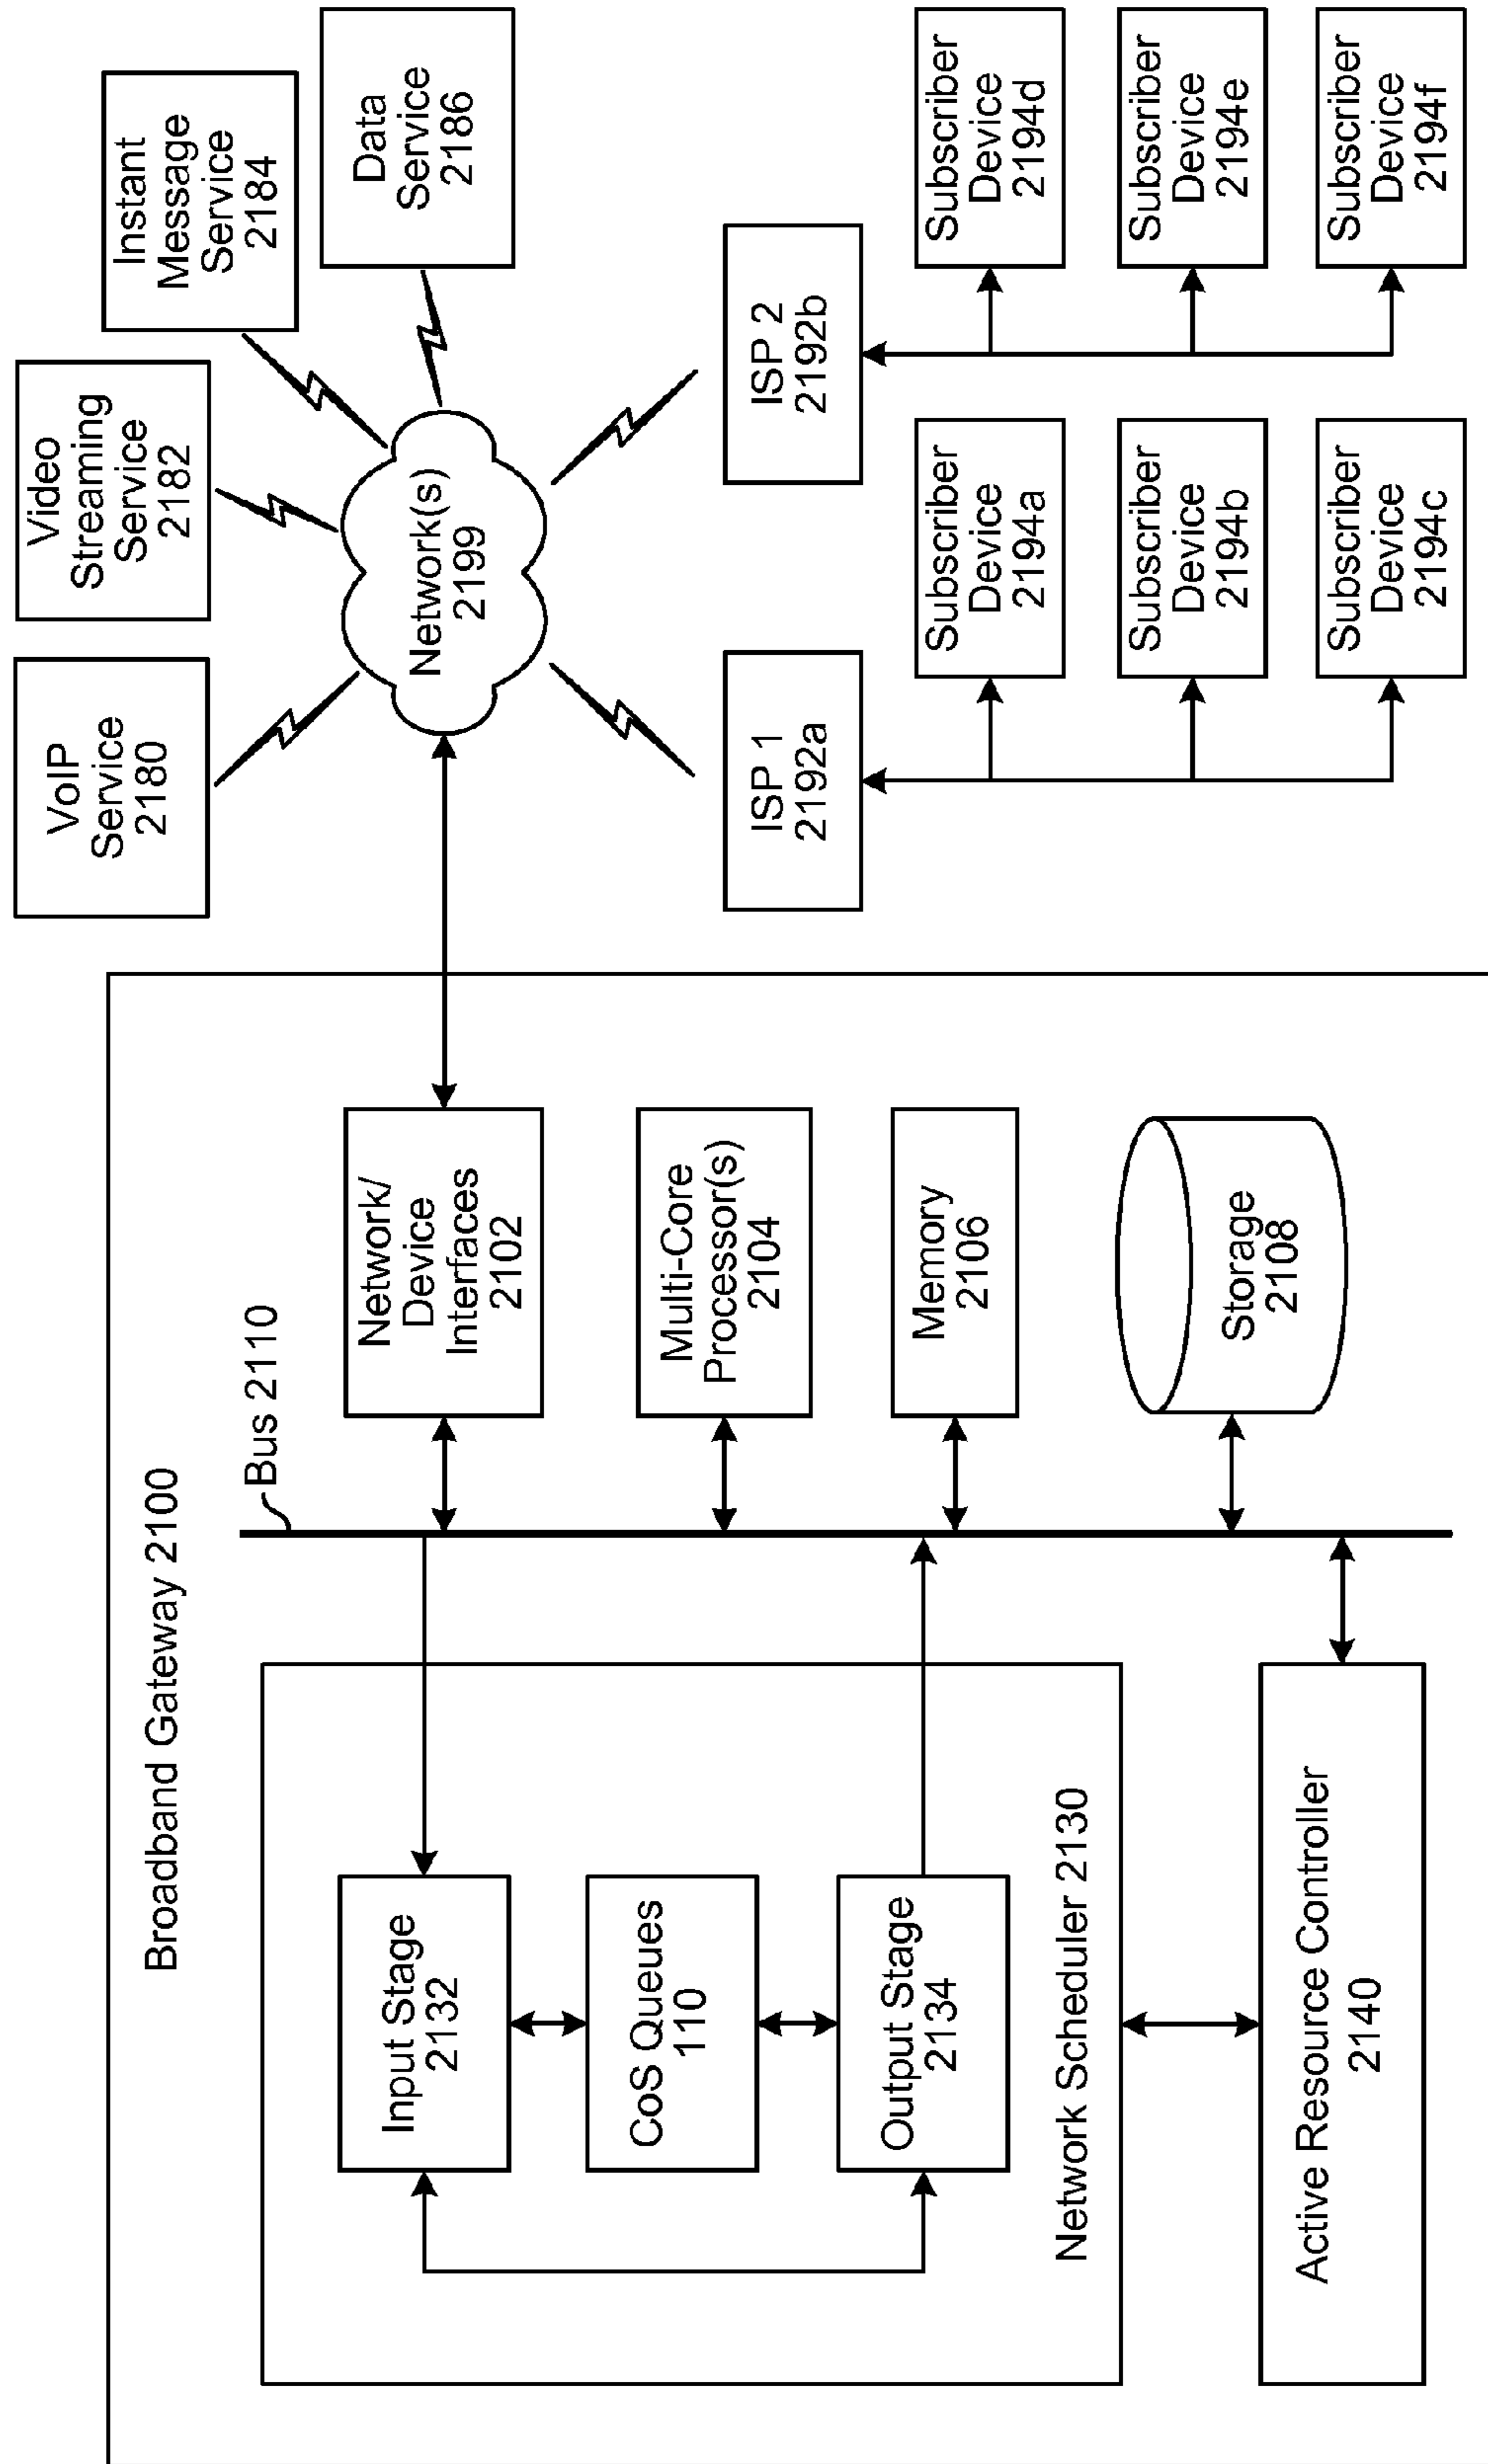 Broadband Gateway 2100
Bus 2110
Input Stage
2132
CoS Queues
110
Output Stage
2134
Network Scheduler 2130
Active Resource Controller
2140
Network/
Device
Interfaces
2102
Multi-Core
Processor(s)
2104
Memory
2106
Storage
2108
VoIP
Service
2180
Video
Streaming
Service
2182
Instant
Message
Service
2184
Data
Service
2186
Network(s)
2199
ISP 1
2192a
ISP 2
2192b
Subscriber
Device
2194a
Subscriber
Device
2194b
Subscriber
Device
2194c
Subscriber
Device
2194d
Subscriber
Device
2194e
Subscriber
Device
2194f